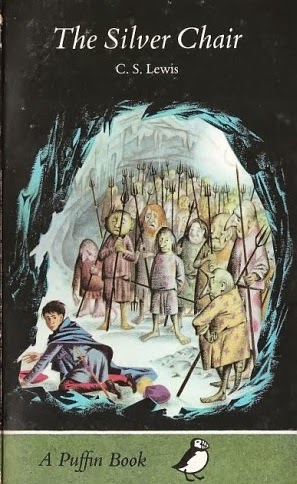 The Silver Chair
C. S. Lewis
A Puffin Book